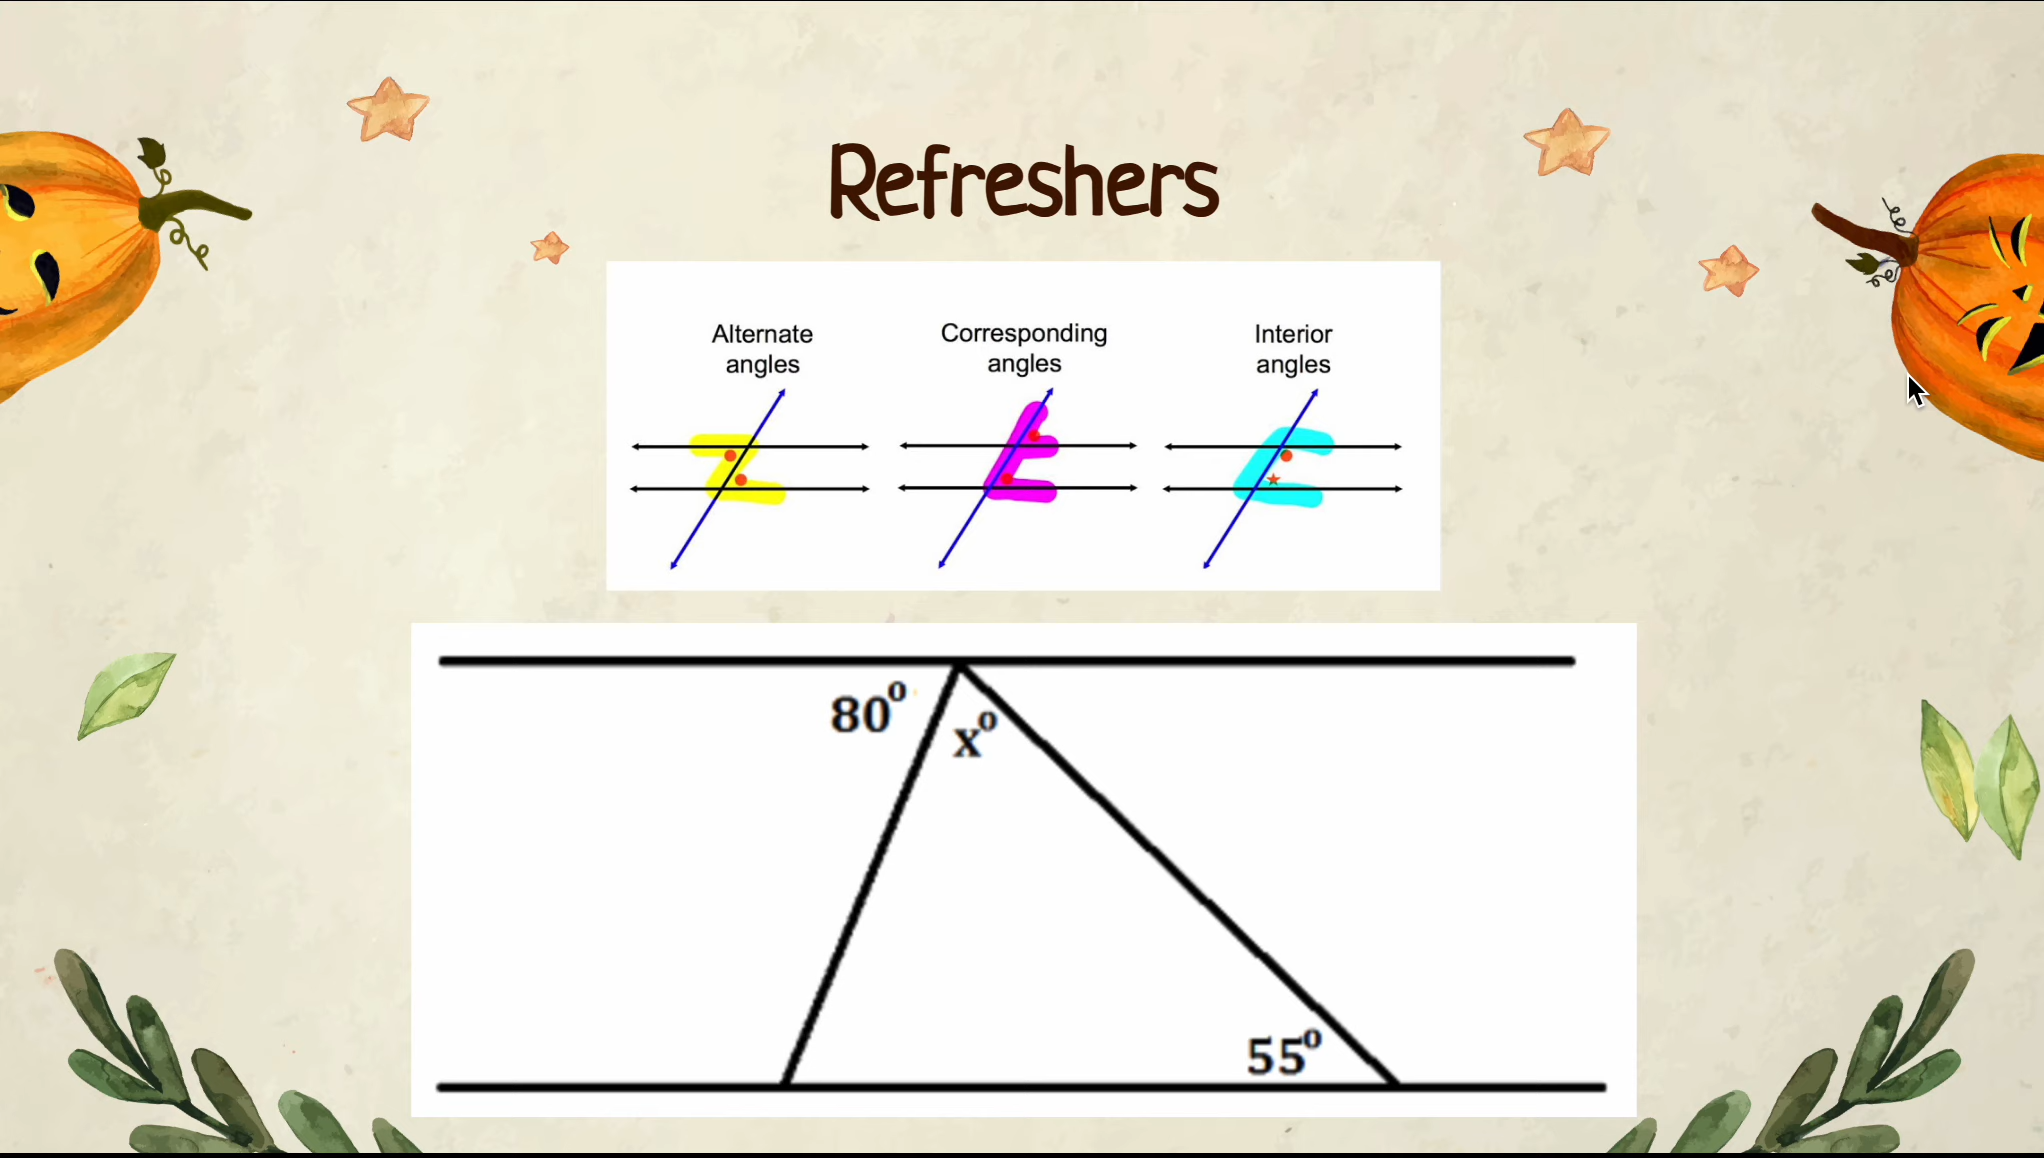 Refreshers
Alternate angles
Corresponding angles
Interior angles
80°
x°
55°